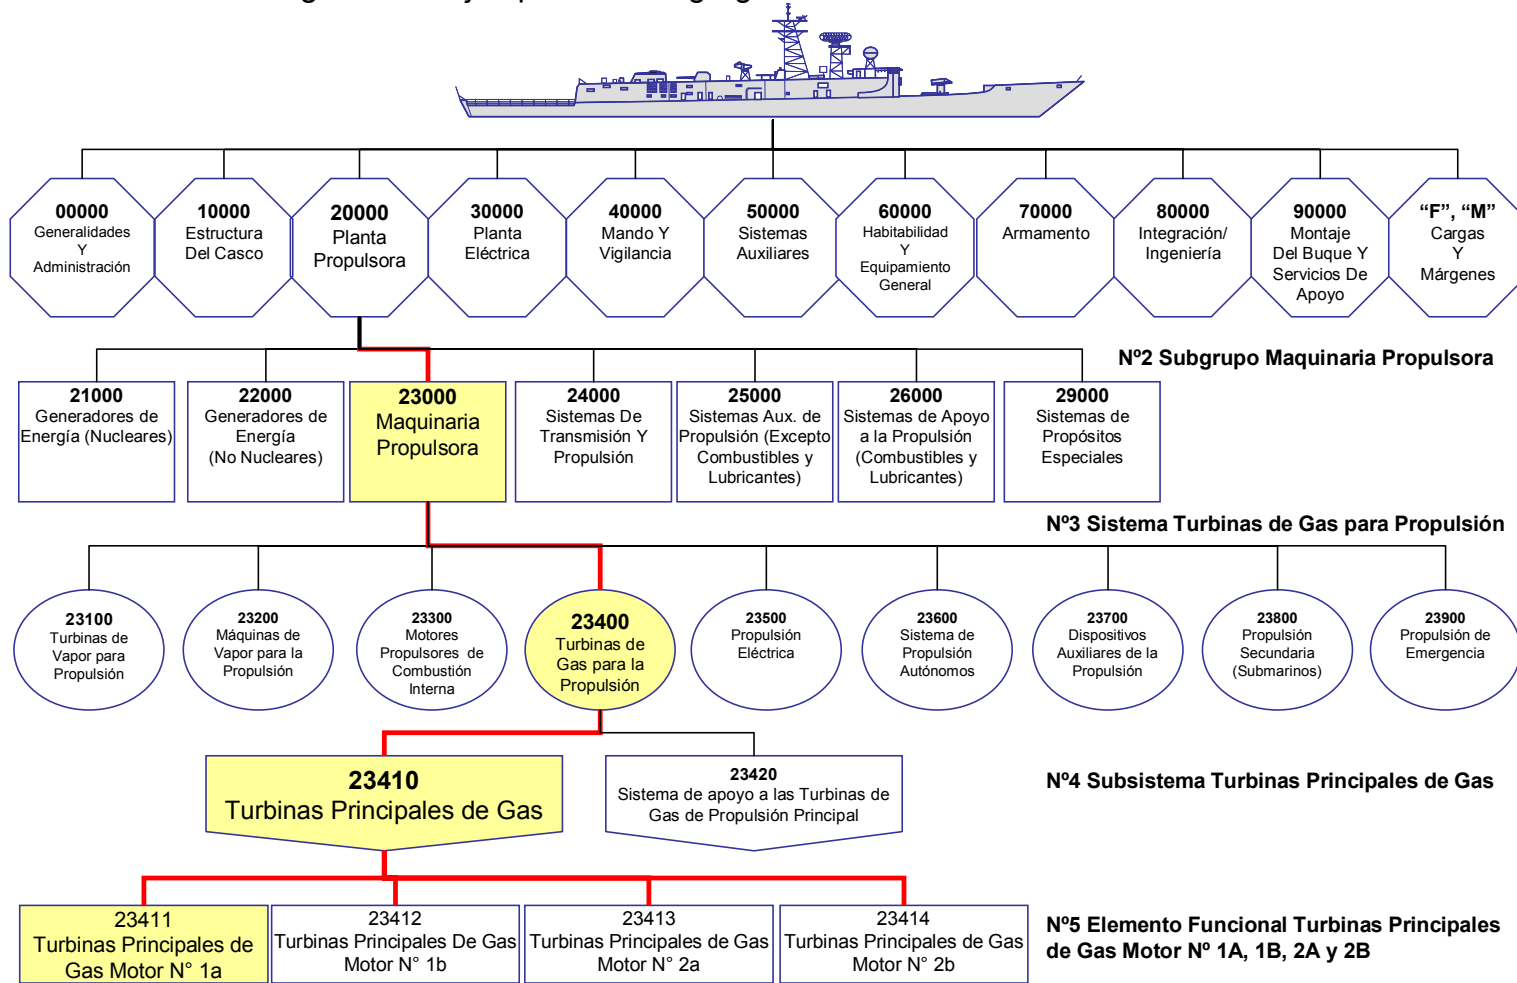 00000
Generalidades
Y
Administración
10000
Estructura
Del Casco
20000
Planta
Propulsora
30000
Planta
Eléctrica
40000
Mando Y
Vigilancia
50000
Sistemas
Auxiliares
60000
Habitabilidad
Y
Equipamiento
General
70000
Armamento
80000
Integración/
Ingeniería
90000
Montaje
Del Buque Y
Servicios De
Apoyo
“F”, “M”
Cargas
Y
Márgenes
Nº2 Subgrupo Maquinaria Propulsora
21000
Generadores de
Energía (Nucleares)
22000
Generadores de
Energía
(No Nucleares)
23000
Maquinaria
Propulsora
24000
Sistemas De
Transmisión Y
Propulsión
25000
Sistemas Aux. de
Propulsión (Excepto
Combustibles y
Lubricantes)
26000
Sistemas de Apoyo
a la Propulsión
(Combustibles y
Lubricantes)
29000
Sistemas de
Propósitos
Especiales
Nº3 Sistema Turbinas de Gas para Propulsión
23100
Turbinas de
Vapor para
Propulsión
23200
Máquinas de
Vapor para la
Propulsión
23300
Motores
Propulsores de
Combustión
Interna
23400
Turbinas de
Gas para la
Propulsión
23500
Propulsión
Eléctrica
23600
Sistema de
Propulsión
Autónomos
23700
Dispositivos
Auxiliares de la
Propulsión
23800
Propulsión
Secundaria
(Submarinos)
23900
Propulsión de
Emergencia
23410
Turbinas Principales de Gas
23420
Sistema de apoyo a las Turbinas de
Gas de Propulsión Principal
Nº4 Subsistema Turbinas Principales de Gas
23411
Turbinas Principales de
Gas Motor N° 1a
23412
Turbinas Principales De Gas
Motor N° 1b
23413
Turbinas Principales de Gas
Motor N° 2a
23414
Turbinas Principales de Gas
Motor N° 2b
Nº5 Elemento Funcional Turbinas Principales
de Gas Motor Nº 1A, 1B, 2A y 2B